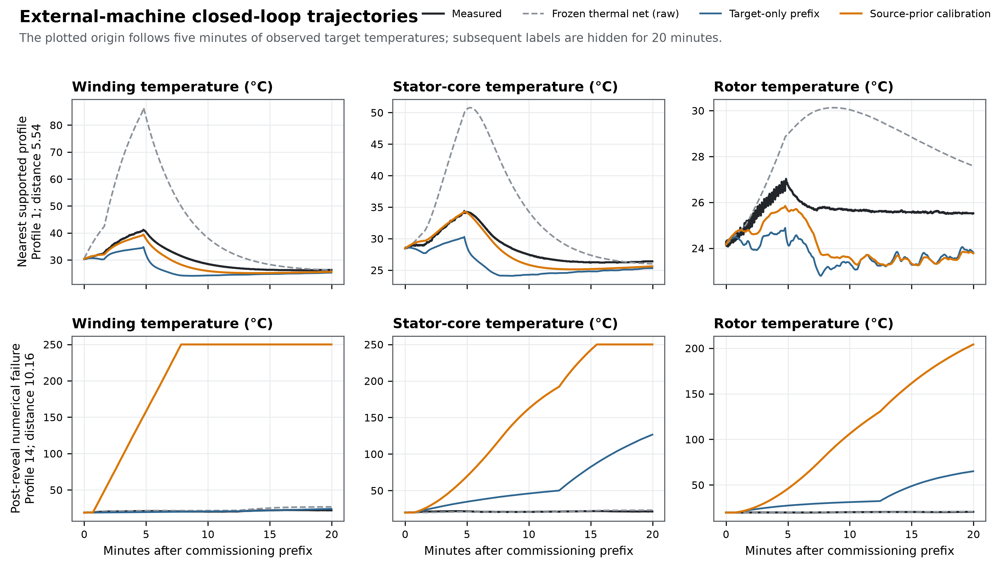 External-machine closed-loop trajectories
Measured
Frozen thermal net (raw)
Target-only prefix
Source-prior calibration
The plotted origin follows five minutes of observed target temperatures; subsequent labels are hidden for 20 minutes.
Winding temperature (°C)
Stator-core temperature (°C)
Rotor temperature (°C)
Nearest supported profile
Profile 1; distance 5.54
80
70
60
50
40
30
50
45
40
35
30
25
30
28
26
24
Winding temperature (°C)
Stator-core temperature (°C)
Rotor temperature (°C)
Post-reveal numerical failure
Profile 14; distance 10.16
250
200
150
100
50
250
200
150
100
50
200
150
100
50
0 5 10 15 20
0 5 10 15 20
0 5 10 15 20
Minutes after commissioning prefix
Minutes after commissioning prefix
Minutes after commissioning prefix